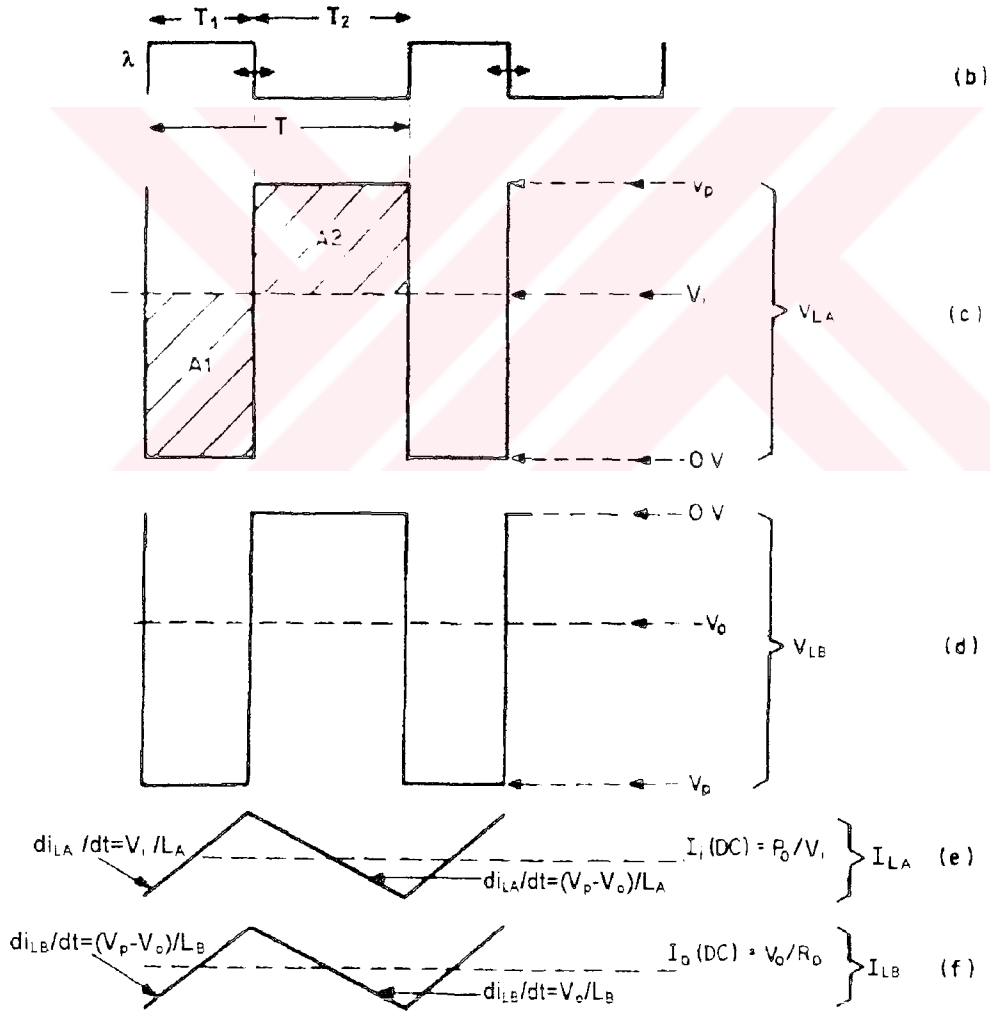 T₁ T₂
λ
(b)
T
Vp
A2
Vi
VLA
(c)
A1
0 V
0 V
-Vo
VLB
(d)
Vp
diLA/dt=Vi/LA
Ii(DC) = Po/Vi
ILA
(e)
diLA/dt=(Vp-Vo)/LA
diLB/dt=(Vp-Vo)/LB
Io(DC) = Vo/Ro
ILB
(f)
diLB/dt=Vo/LB